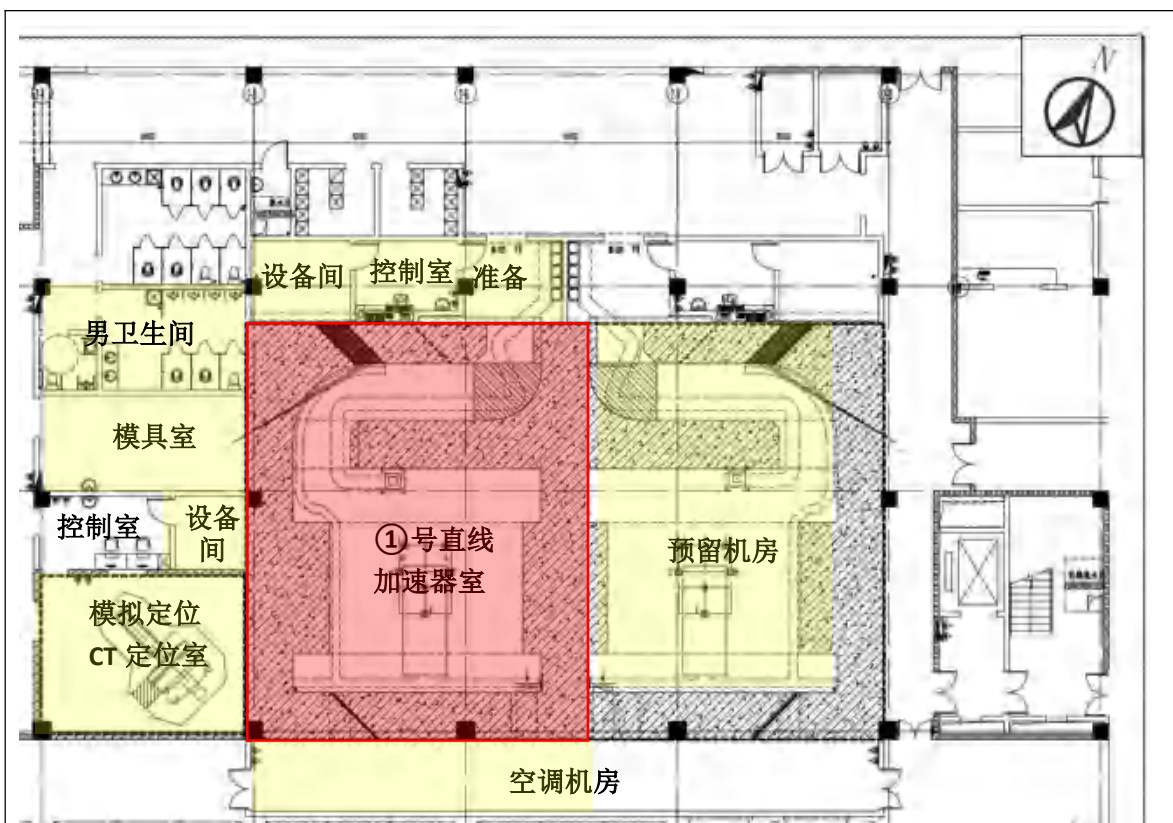 N
设备间
控制室
准备
男卫生间
模具室
控制室
设备
间
①号直线
加速器室
预留机房
模拟定位
CT 定位室
空调机房